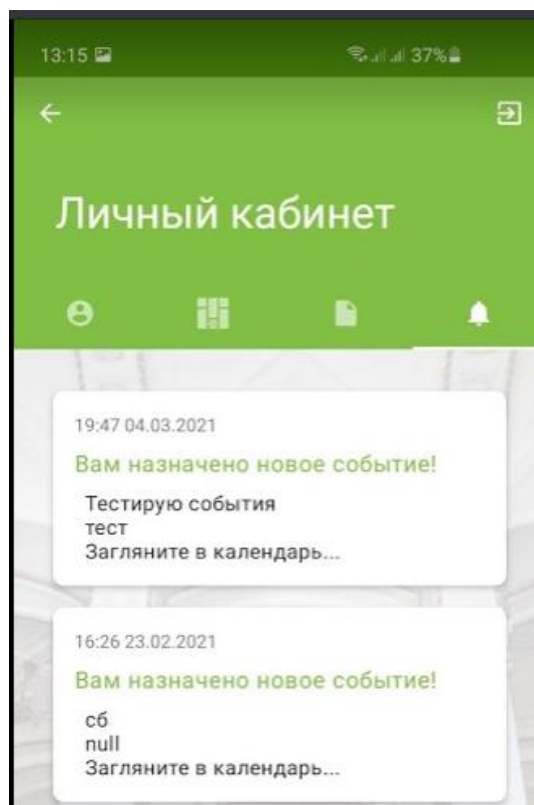 13:15 37%
Личный кабинет
19:47 04.03.2021
Вам назначено новое событие!
Тестирую события
тест
Загляните в календарь...
16:26 23.02.2021
Вам назначено новое событие!
сб
null
Загляните в календарь...